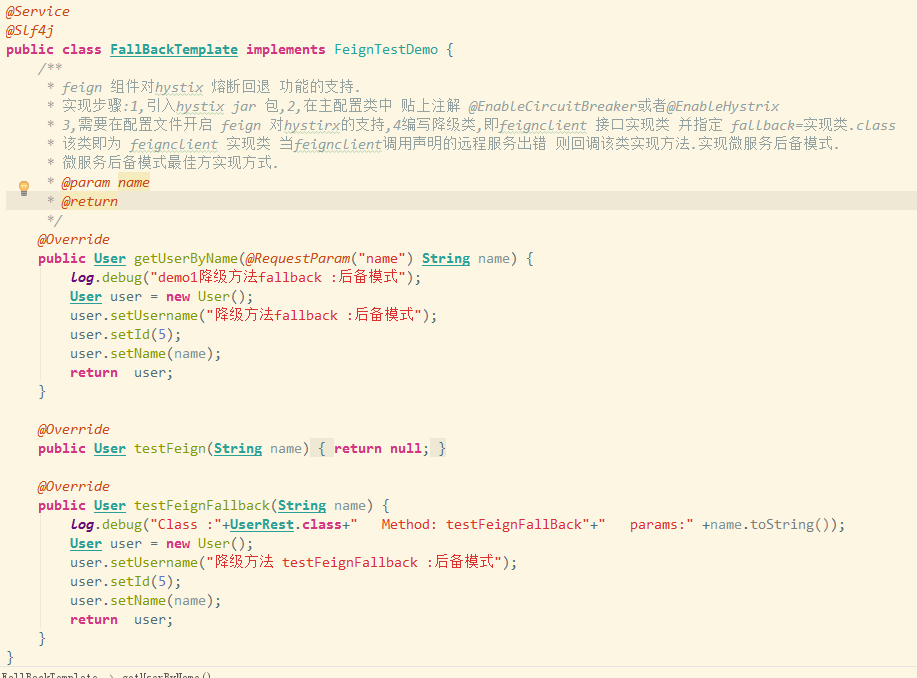 @Service
@Slf4j
public class FallBackTemplate implements FeignTestDemo {
/**
* feign 组件对hystix 熔断回退 功能的支持.
* 实现步骤:1,引入hystix jar 包,2,在主配置类中 贴上注解 @EnableCircuitBreaker或者@EnableHystrix
* 3,需要在配置文件开启 feign 对hystirx的支持,4编写降级类,即feignclient 接口实现类 并指定 fallback=实现类.class
* 该类即为 feignclient 实现类 当feignclient调用声明的远程服务出错 则回调该类实现方法.实现微服务后备模式.
* 微服务后备模式最佳方实现方式.
* @param name
* @return
*/
@Override
public User getUserByName(@RequestParam("name") String name) {
log.debug("demo1降级方法fallback :后备模式");
User user = new User();
user.setUsername("降级方法fallback :后备模式");
user.setId(5);
user.setName(name);
return  user;
}
@Override
public User testFeign(String name) { return null; }
@Override
public User testFeignFallback(String name) {
log.debug("Class :"+UserRest.class+"   Method: testFeignFallBack"+"   params:" +name.toString());
User user = new User();
user.setUsername("降级方法 testFeignFallback :后备模式");
user.setId(5);
user.setName(name);
return  user;
}
}
FallBackTemplate > getUserByName()